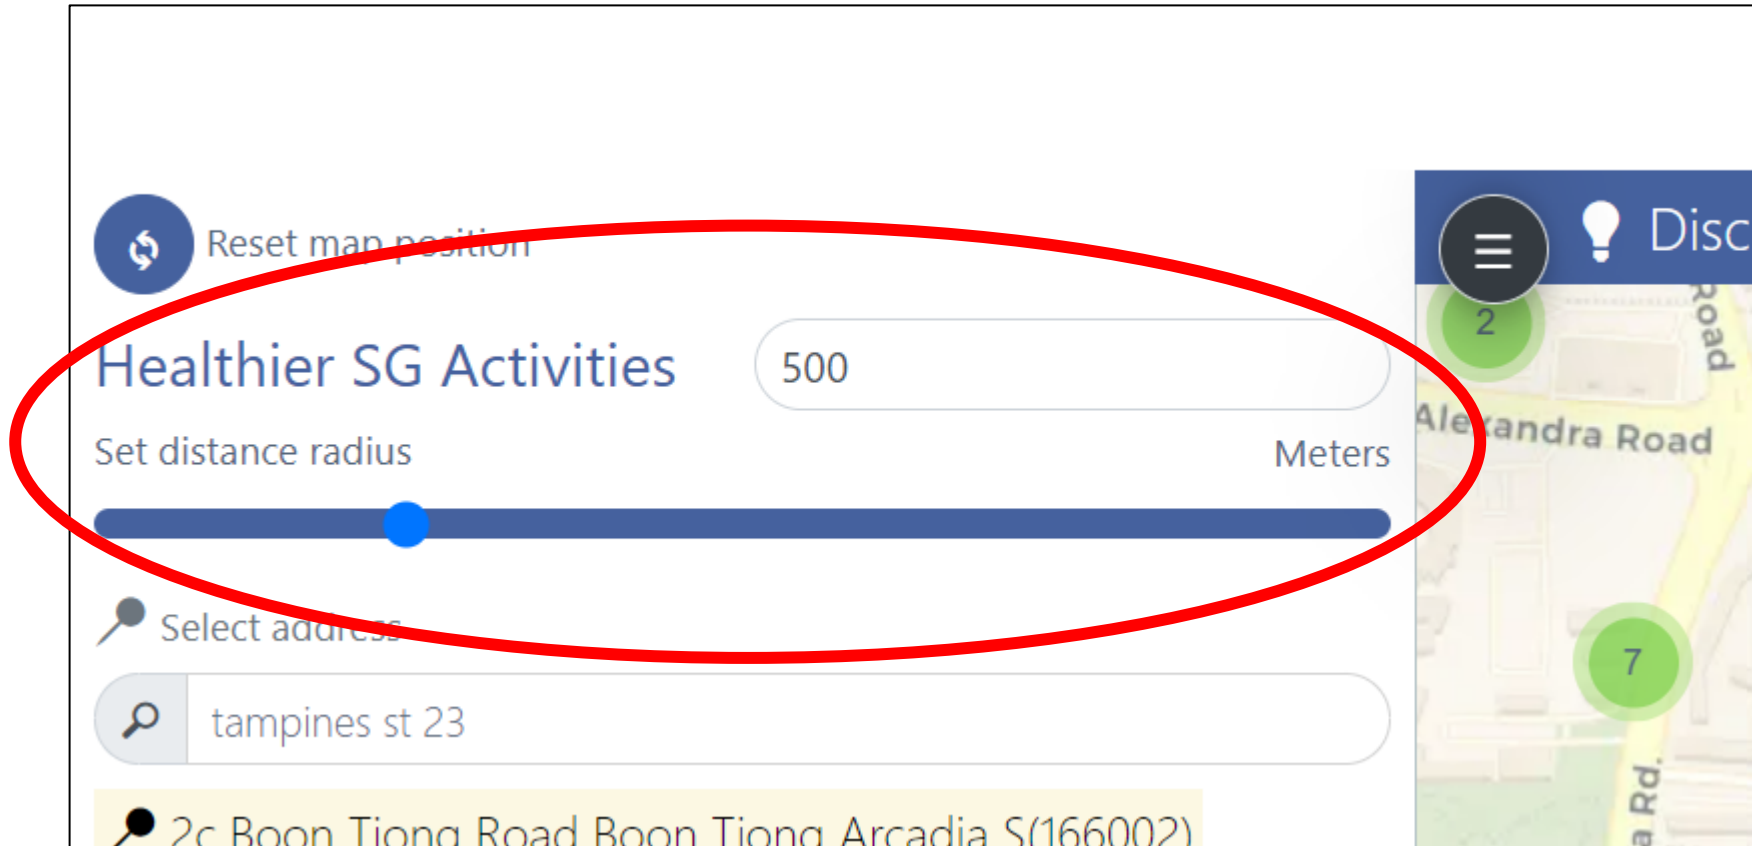 Reset map position
Healthier SG Activities
500
Set distance radius
Meters
Select address
tampines st 23
2c Boon Tiong Road Boon Tiong Arcadia S(166002)
Disc
2
Road
Alexandra Road
7
a Rd.